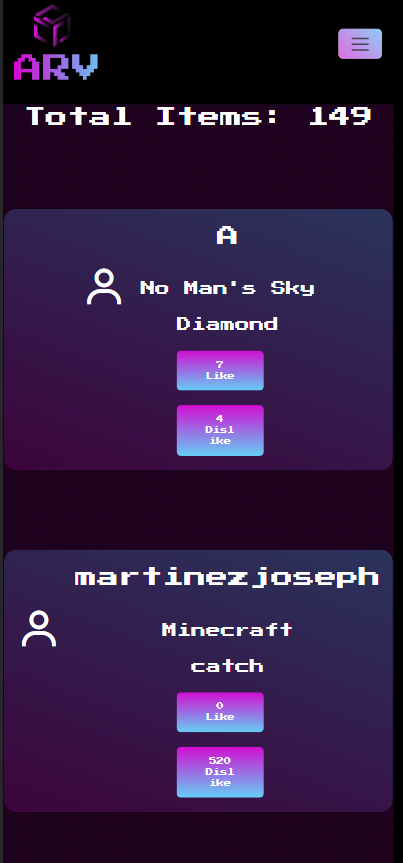 ARV
Total Items: 149
A
No Man's Sky
Diamond
7
Like
4
Disl
ike
martinezjoseph
Minecraft
catch
0
Like
520
Disl
ike